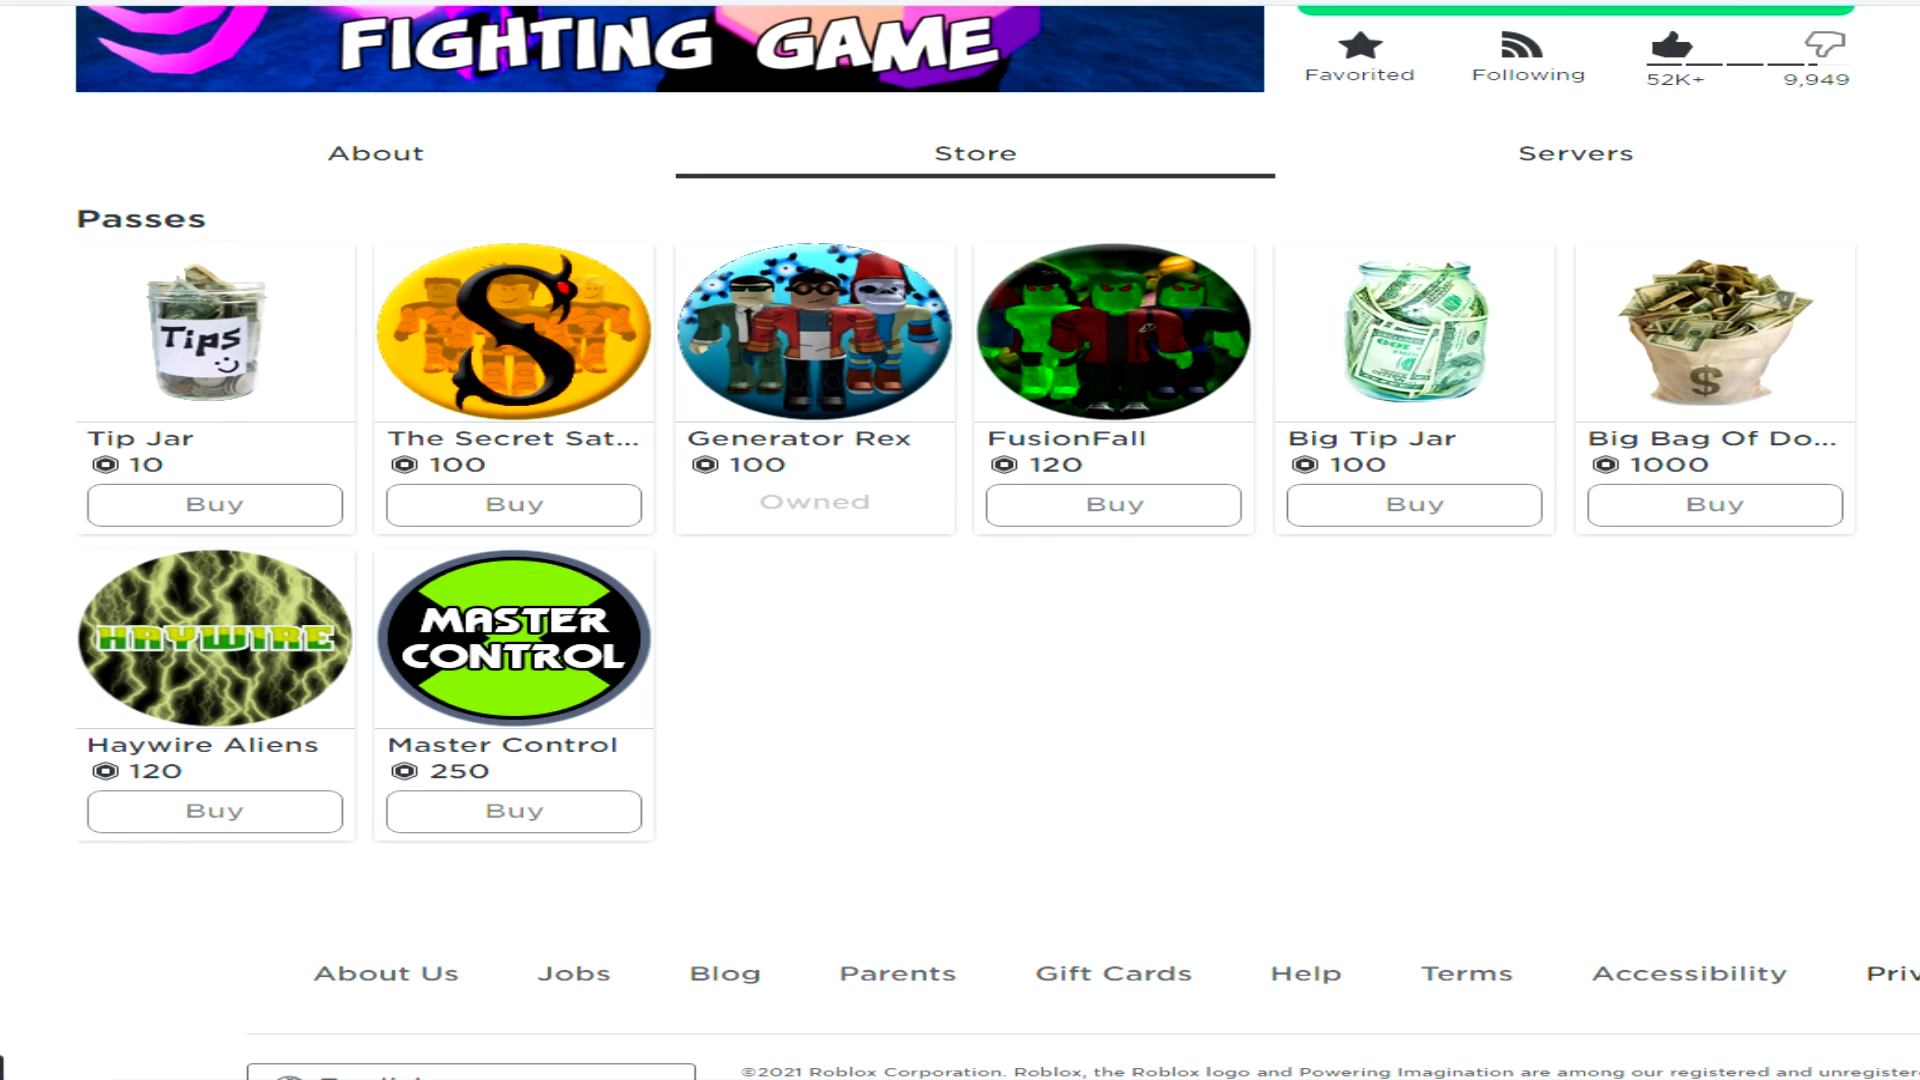 FIGHTING GAME
Favorited
Following
52K+
9,949
About
Store
Servers
Passes
Tips
S
$
Tip Jar
The Secret Sat...
Generator Rex
FusionFall
Big Tip Jar
Big Bag Of Do...
10
100
100
120
100
1000
Buy
Buy
Owned
Buy
Buy
Buy
HAYWIRE
MASTER
CONTROL
Haywire Aliens
Master Control
120
250
Buy
Buy
About Us
Jobs
Blog
Parents
Gift Cards
Help
Terms
Accessibility
Priv
©2021 Roblox Corporation. Roblox, the Roblox logo and Powering Imagination are among our registered and unregister